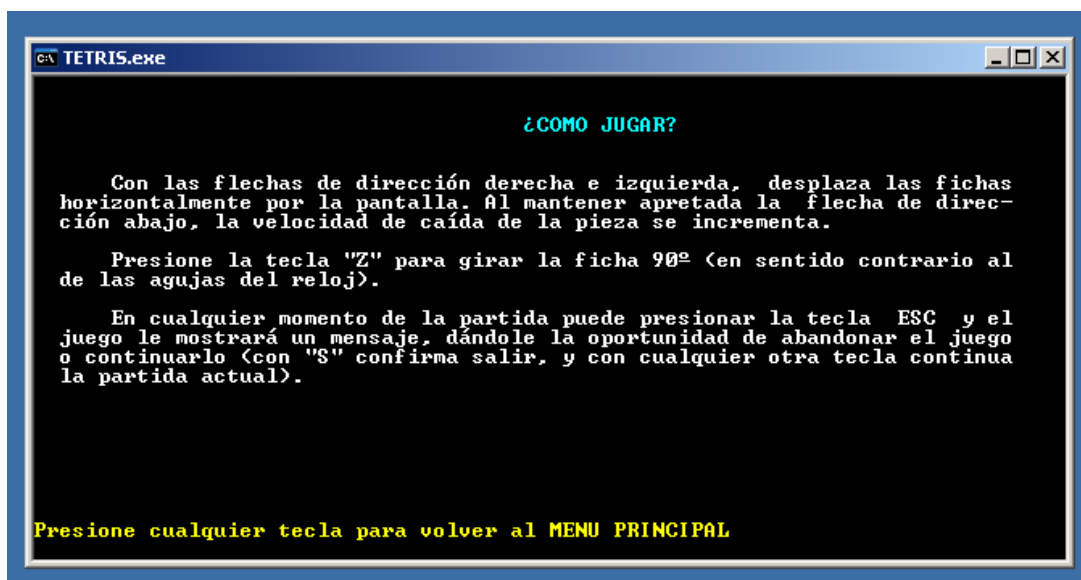 TETRIS.exe
¿COMO JUGAR?
Con las flechas de dirección derecha e izquierda, desplaza las fichas
horizontalmente por la pantalla. Al mantener apretada la flecha de direc-
ción abajo, la velocidad de caída de la pieza se incrementa.
Presione la tecla "Z" para girar la ficha 90º (en sentido contrario al
de las agujas del reloj).
En cualquier momento de la partida puede presionar la tecla ESC y el
juego le mostrará un mensaje, dándole la oportunidad de abandonar el juego
o continuarlo (con "S" confirma salir, y con cualquier otra tecla continua
la partida actual).
Presione cualquier tecla para volver al MENU PRINCIPAL